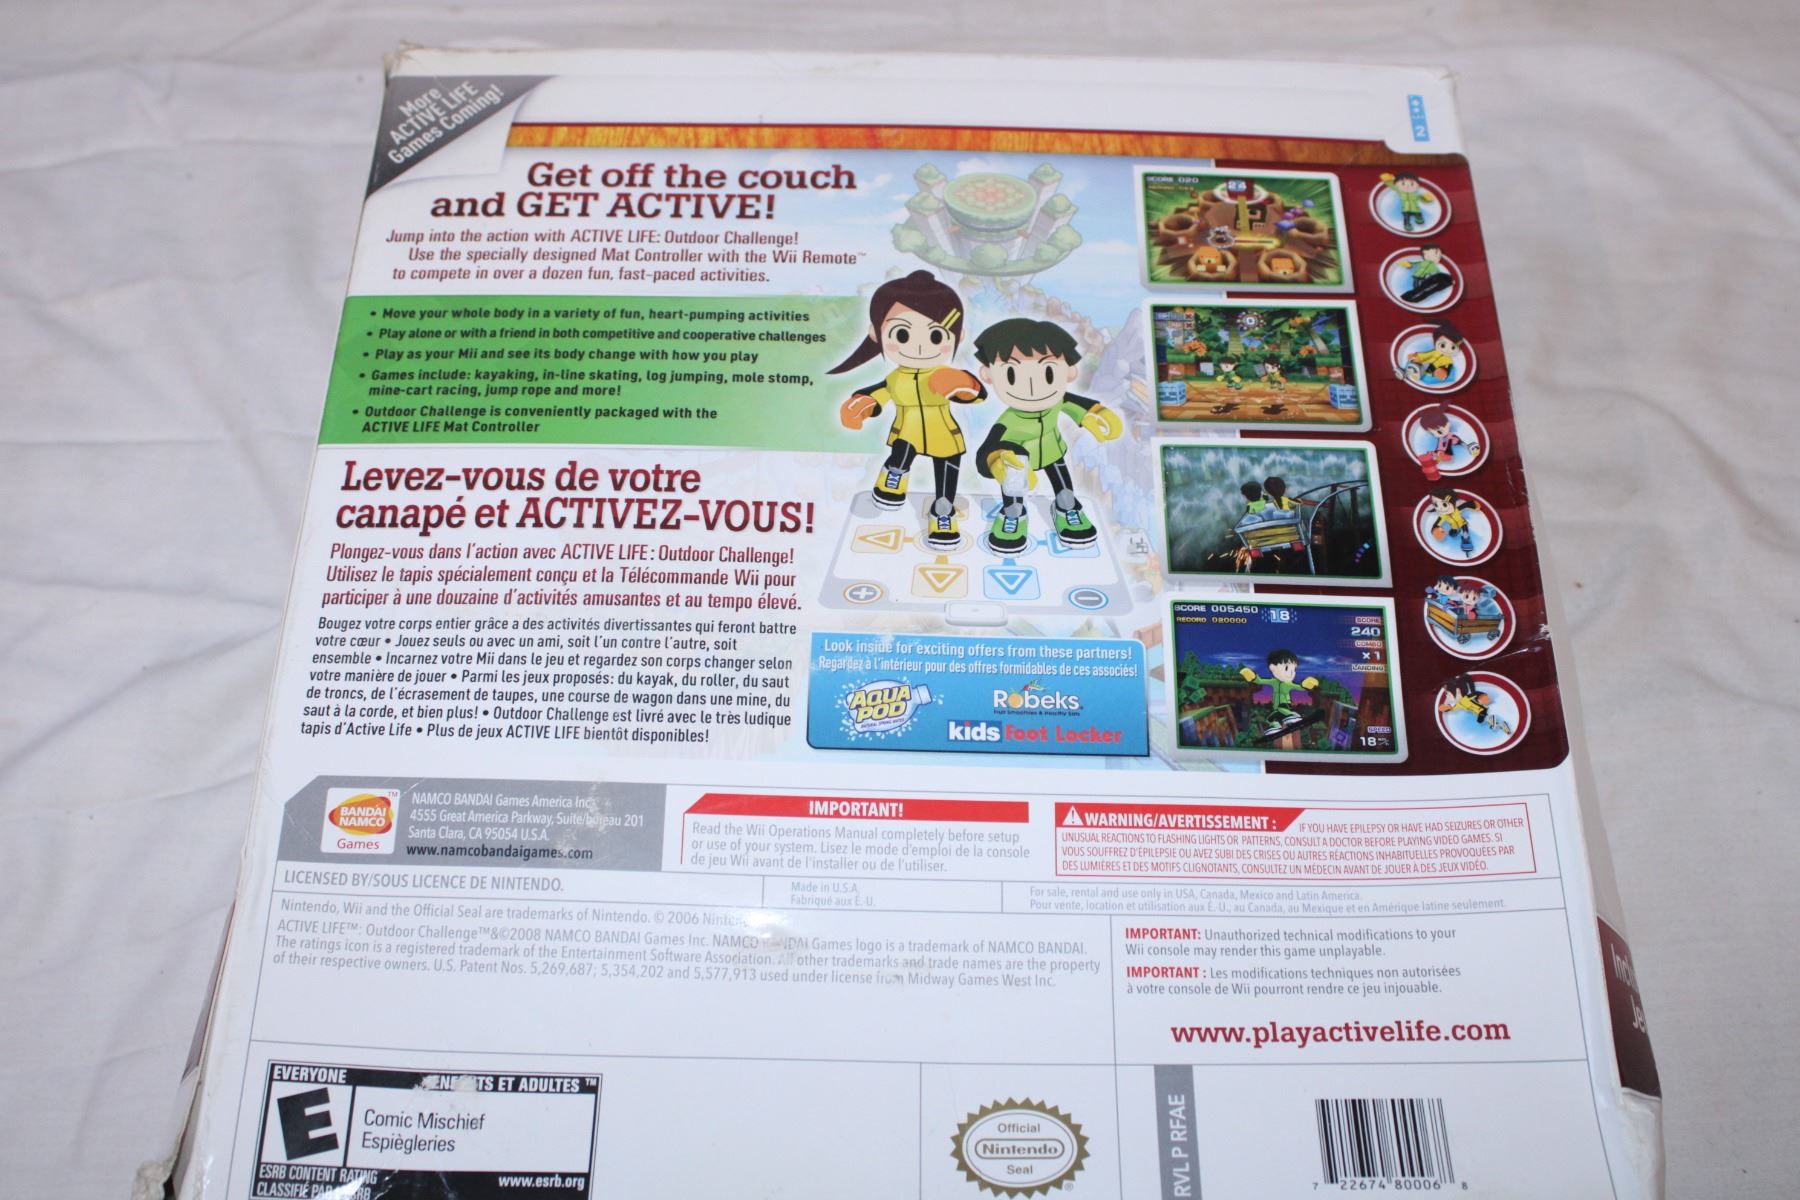 More
ACTIVE LIFE
Games Coming!
2
Get off the couch
and GET ACTIVE!
Jump into the action with ACTIVE LIFE: Outdoor Challenge!
Use the specially designed Mat Controller with the Wii Remote™
to compete in over a dozen fun, fast-paced activities.
• Move your whole body in a variety of fun, heart-pumping activities
• Play alone or with a friend in both competitive and cooperative challenges
• Play as your Mii and see its body change with how you play
• Games include: kayaking, in-line skating, log jumping, mole stomp,
mine-cart racing, jump rope and more!
• Outdoor Challenge is conveniently packaged with the
ACTIVE LIFE Mat Controller
Levez-vous de votre
canapé et ACTIVEZ-VOUS!
Plongez-vous dans l'action avec ACTIVE LIFE : Outdoor Challenge!
Utilisez le tapis spécialement conçu et la Télécommande Wii pour
participer à une douzaine d'activités amusantes et au tempo élevé.
Bougez votre corps entier grâce a des activités divertissantes qui feront battre
votre cœur • Jouez seuls ou avec un ami, soit l'un contre l'autre, soit
ensemble • Incarnez votre Mii dans le jeu et regardez son corps changer selon
votre manière de jouer • Parmi les jeux proposés: du kayak, du roller, du saut
de troncs, de l'écrasement de taupes, une course de wagon dans une mine, du
saut à la corde, et bien plus! • Outdoor Challenge est livré avec le très ludique
tapis d'Active Life • Plus de jeux ACTIVE LIFE bientôt disponibles!
SCORE 020
24
SCORE 005450
18
RECORD 020000
SCORE
240
COMBO
x 1
LANDING
SPEED
18
Look inside for exciting offers from these partners!
Regardez à l'intérieur pour des offres formidables de ces associés!
AQUA
POD
NATURAL SPRING WATER
Robeks
Fruit Smoothies & Healthy Eats
kids Foot Locker
BANDAI
NAMCO
Games
TM
NAMCO BANDAI Games America Inc.
4555 Great America Parkway, Suite/bureau 201
Santa Clara, CA 95054 U.S.A.
www.namcobandaigames.com
IMPORTANT!
Read the Wii Operations Manual completely before setup
or use of your system. Lisez le mode d'emploi de la console
de jeu Wii avant de l'installer ou de l'utiliser.
WARNING/AVERTISSEMENT : IF YOU HAVE EPILEPSY OR HAVE HAD SEIZURES OR OTHER
UNUSUAL REACTIONS TO FLASHING LIGHTS OR PATTERNS, CONSULT A DOCTOR BEFORE PLAYING VIDEO GAMES. SI
VOUS SOUFFREZ D'ÉPILEPSIE OU AVEZ SUBI DES CRISES OU AUTRES RÉACTIONS INHABITUELLES PROVOQUÉES PAR
DES LUMIÈRES ET DES MOTIFS CLIGNOTANTS, CONSULTEZ UN MÉDECIN AVANT DE JOUER À DES JEUX VIDÉO.
LICENSED BY/SOUS LICENCE DE NINTENDO.
Made in U.S.A.
Fabriqué aux É.-U.
For sale, rental and use only in USA, Canada, Mexico and Latin America.
Pour vente, location et utilisation aux É.-U., au Canada, au Mexique et en Amérique latine seulement.
Nintendo, Wii and the Official Seal are trademarks of Nintendo. © 2006
ACTIVE LIFE™: Outdoor Challenge™&©2008 NAMCO BANDAI Games Inc. NAMCO BANDAI Games logo is a trademark of NAMCO BANDAI.
The ratings icon is a registered trademark of the Entertainment Software Association. All other trademarks and trade names are the property
of their respective owners. U.S. Patent Nos. 5,269,687; 5,354,202 and 5,577,913 used under license from Midway Games West Inc.
IMPORTANT: Unauthorized technical modifications to your
Wii console may render this game unplayable.
IMPORTANT : Les modifications techniques non autorisées
à votre console de Wii pourront rendre ce jeu injouable.
www.playactivelife.com
EVERYONE
ET ADULTES ™
E
Comic Mischief
Espiègleries
ESRB CONTENT RATING
CLASSIFIÉ
www.esrb.org
Official
Nintendo
Seal
®
RVL P RFAE
7 22674 80006 8